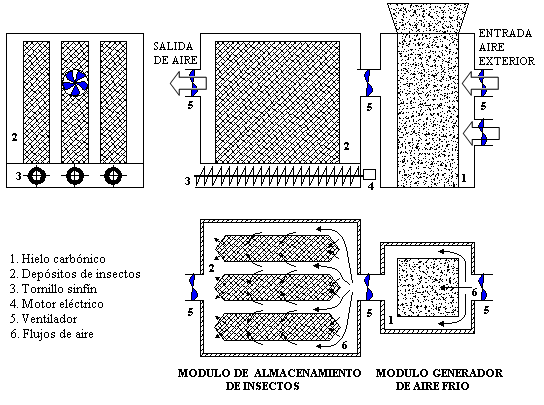 SALIDA
DE AIRE
ENTRADA
AIRE
EXTERIOR
5
5
5
2
2
3
3
4
1
1. Hielo carbónico
2. Depósitos de insectos
3. Tornillo sinfín
4. Motor eléctrico
5. Ventilador
6. Flujos de aire
2
5
5
5
6
6
1
MODULO DE ALMACENAMIENTO
DE INSECTOS
MODULO GENERADOR
DE AIRE FRIO